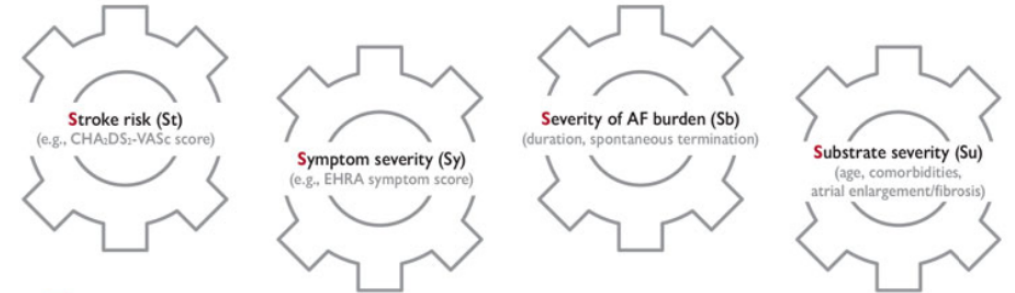 Stroke risk (St)
(e.g., CHA₂DS₂-VASc score)
Symptom severity (Sy)
(e.g., EHRA symptom score)
Severity of AF burden (Sb)
(duration, spontaneous termination)
Substrate severity (Su)
(age, comorbidities,
atrial enlargement/fibrosis)